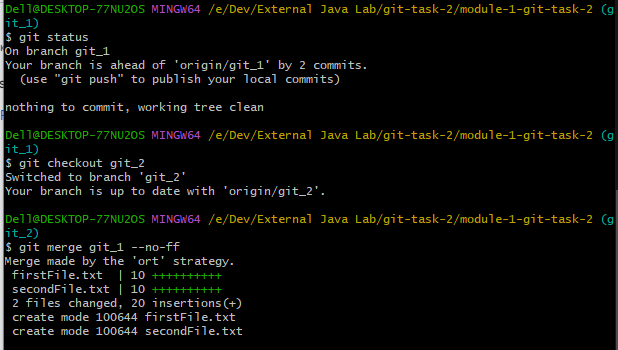 Dell@DESKTOP-77NU2OS MINGW64 /e/Dev/External Java Lab/git-task-2/module-1-git-task-2 (g
it_1)
$ git status
On branch git_1
Your branch is ahead of 'origin/git_1' by 2 commits.
  (use "git push" to publish your local commits)

nothing to commit, working tree clean

Dell@DESKTOP-77NU2OS MINGW64 /e/Dev/External Java Lab/git-task-2/module-1-git-task-2 (g
it_1)
$ git checkout git_2
Switched to branch 'git_2'
Your branch is up to date with 'origin/git_2'.

Dell@DESKTOP-77NU2OS MINGW64 /e/Dev/External Java Lab/git-task-2/module-1-git-task-2 (g
it_2)
$ git merge git_1 --no-ff
Merge made by the 'ort' strategy.
 firstFile.txt  | 10 ++++++++++
 secondFile.txt | 10 ++++++++++
 2 files changed, 20 insertions(+)
 create mode 100644 firstFile.txt
 create mode 100644 secondFile.txt